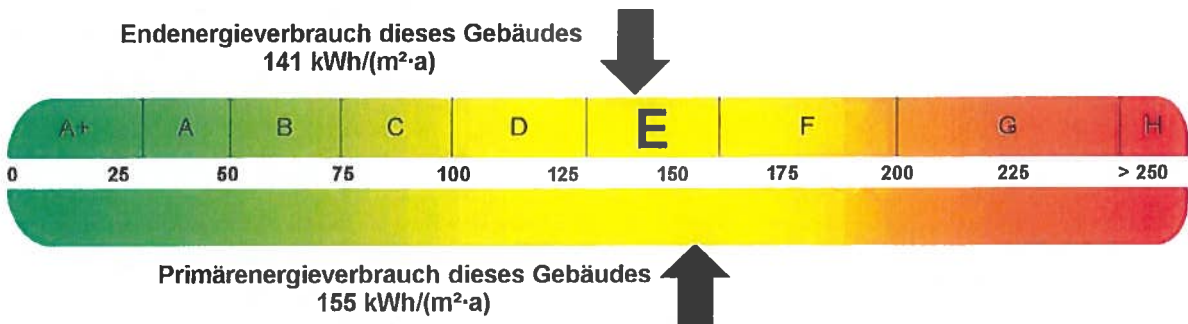 Endenergieverbrauch dieses Gebäudes
141 kWh/(m²·a)
A+ A B C D E F G H
0 25 50 75 100 125 150 175 200 225 > 250
Primärenergieverbrauch dieses Gebäudes
155 kWh/(m²·a)